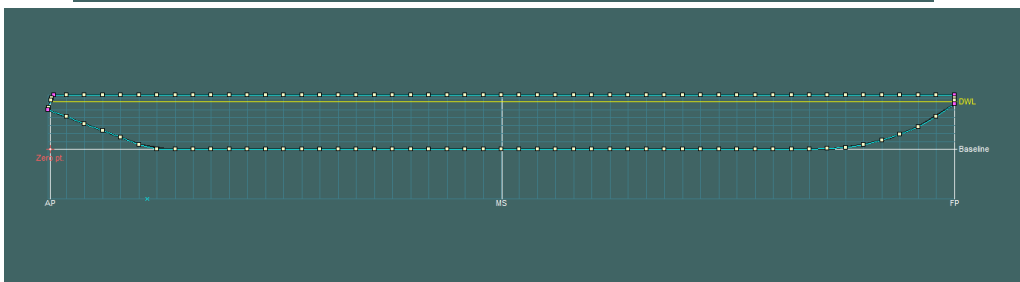 DWL
Baseline
Zero pt.
AP
MS
FP